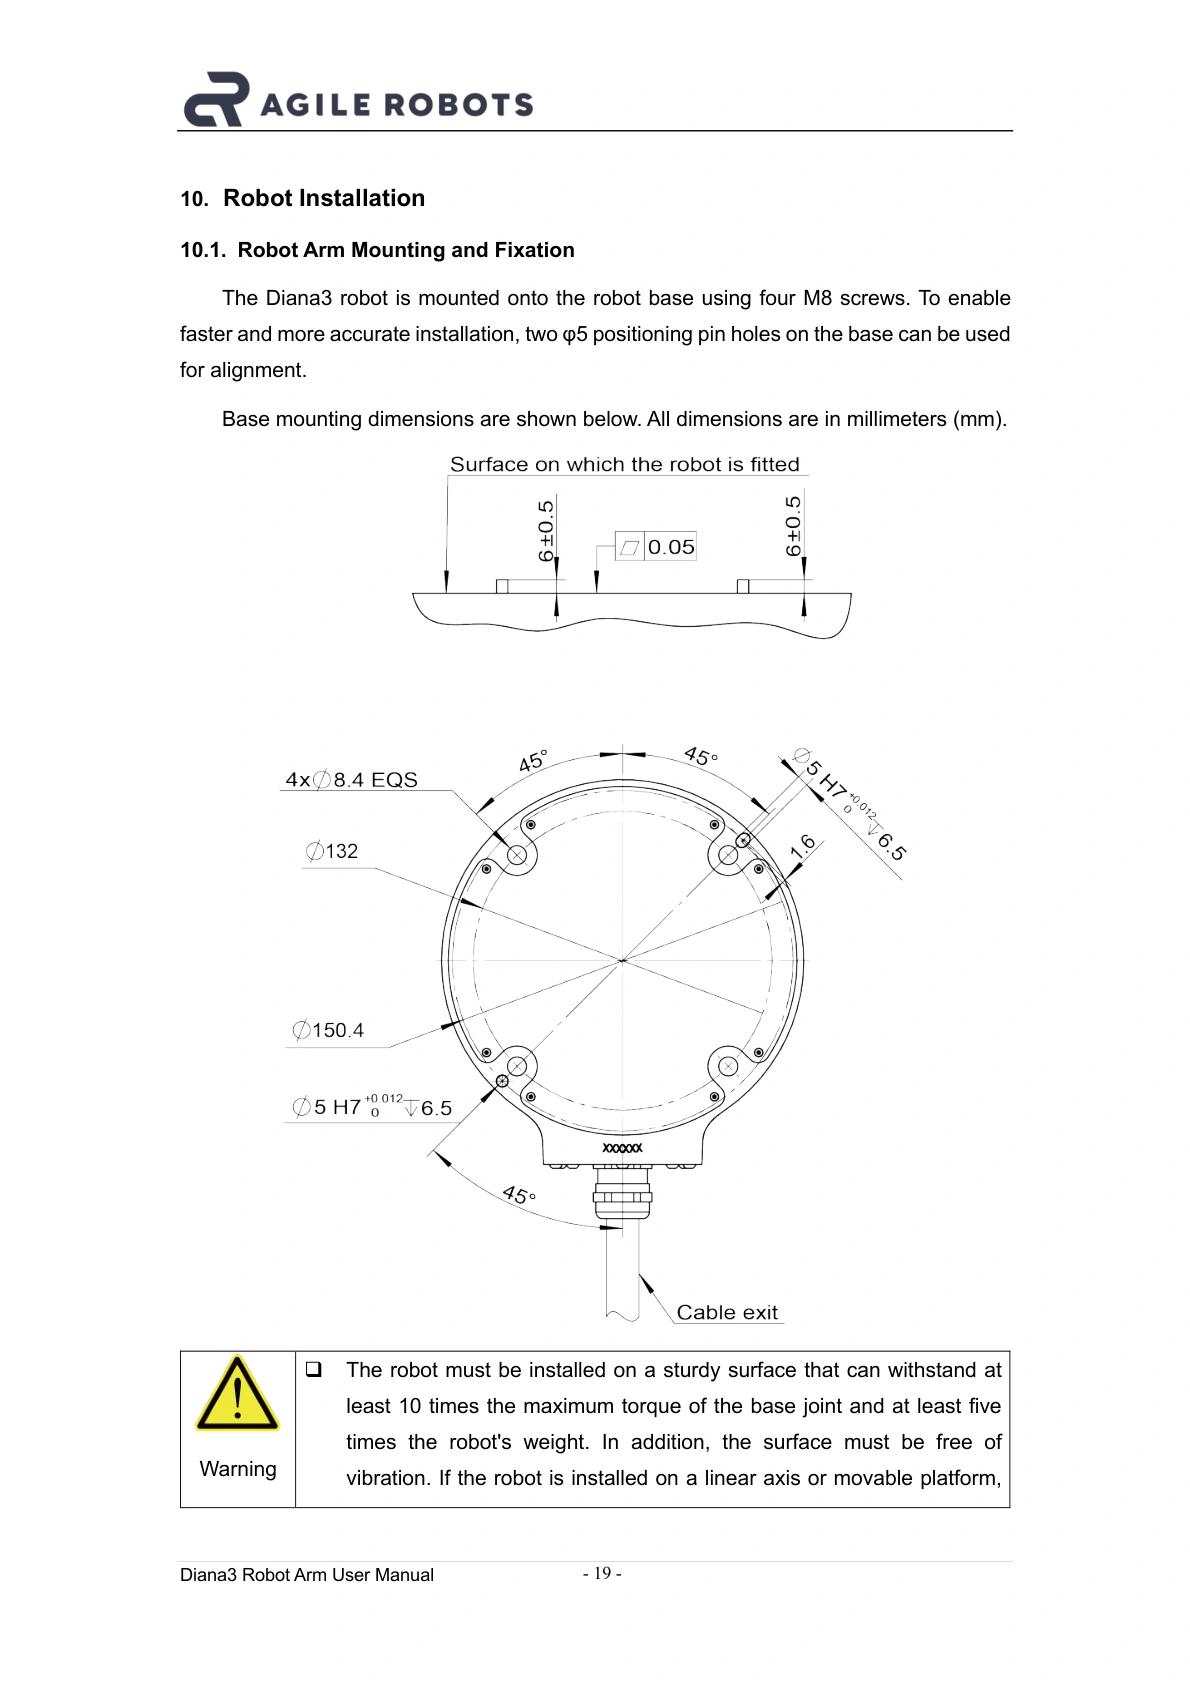 AGILE ROBOTS
10. Robot Installation
10.1. Robot Arm Mounting and Fixation
The Diana3 robot is mounted onto the robot base using four M8 screws. To enable
faster and more accurate installation, two φ5 positioning pin holes on the base can be used
for alignment.
Base mounting dimensions are shown below. All dimensions are in millimeters (mm).
Surface on which the robot is fitted
6±0.5
6±0.5
⏥ 0.05
45°
45°
∅5 H7 +0.012 0 ↧6.5
4x∅8.4 EQS
1.6
∅132
∅150.4
∅5 H7 +0.012 0 ↧6.5
XXXXXX
45°
Cable exit
❑ The robot must be installed on a sturdy surface that can withstand at
least 10 times the maximum torque of the base joint and at least five
times the robot's weight. In addition, the surface must be free of
vibration. If the robot is installed on a linear axis or movable platform,
Warning
Diana3 Robot Arm User Manual - 19 -